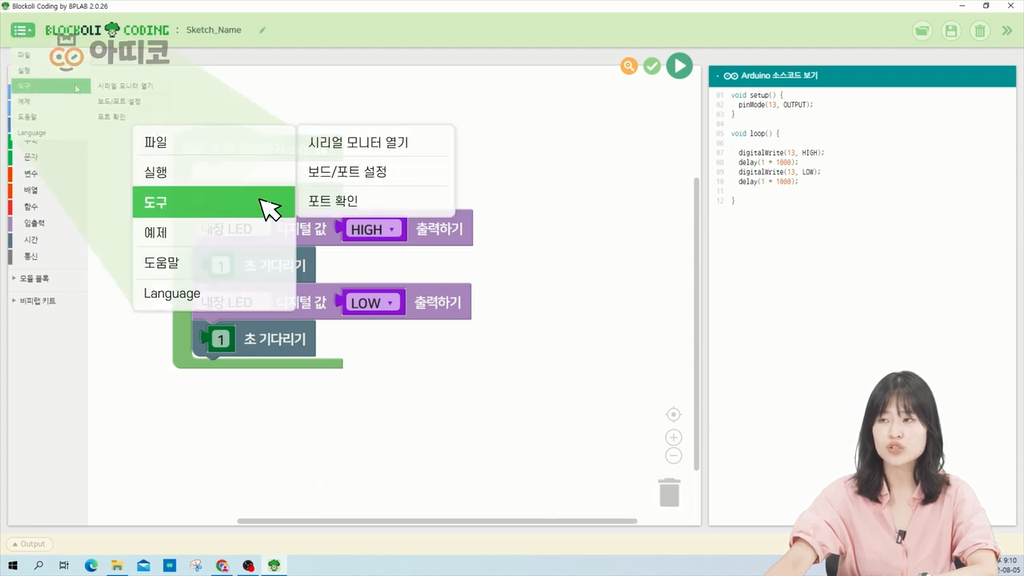 Blockoli Coding by BPLAB 2.0.26
BLOCKOLI CODING : Sketch_Name
아띠코
파일
실행
도구
예제
도움말
Language
시리얼 모니터 열기
보드/포트 설정
포트 확인
문자
변수
배열
함수
입출력
시간
통신
모듈 블록
비피랩 키트
파일
실행
도구
예제
도움말
Language
시리얼 모니터 열기
보드/포트 설정
포트 확인
내장 LED 디지털 값 HIGH 출력하기
1 초 기다리기
내장 LED 디지털 값 LOW 출력하기
1 초 기다리기
Arduino 소스코드 보기
01 void setup() {
02 pinMode(13, OUTPUT);
03 }
04
05 void loop() {
06
07 digitalWrite(13, HIGH);
08 delay(1 * 1000);
09 digitalWrite(13, LOW);
10 delay(1 * 1000);
11
12 }
Output
9:10